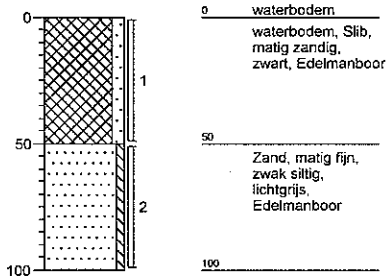 0
50
100
1
2
0 waterbodem
waterbodem, Slib,
matig zandig,
zwart, Edelmanboor
50
Zand, matig fijn,
zwak siltig,
lichtgrijs,
Edelmanboor
100